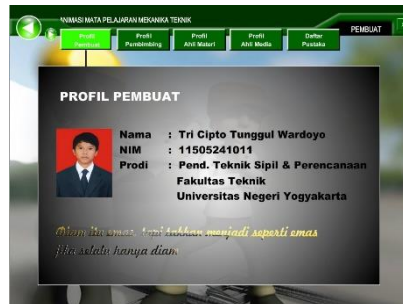 ANIMASI MATA PELAJARAN MEKANIKA TEKNIK
PEMBUAT
Profil Pembuat
Profil Pembimbing
Profil Ahli Materi
Profil Ahli Media
Daftar Pustaka
PROFIL PEMBUAT
Nama : Tri Cipto Tunggul Wardoyo
NIM : 11505241011
Prodi : Pend. Teknik Sipil & Perencanaan
Fakultas Teknik
Universitas Negeri Yogyakarta
Diam itu emas, tapi takkan menjadi seperti emas
jika selalu hanya diam